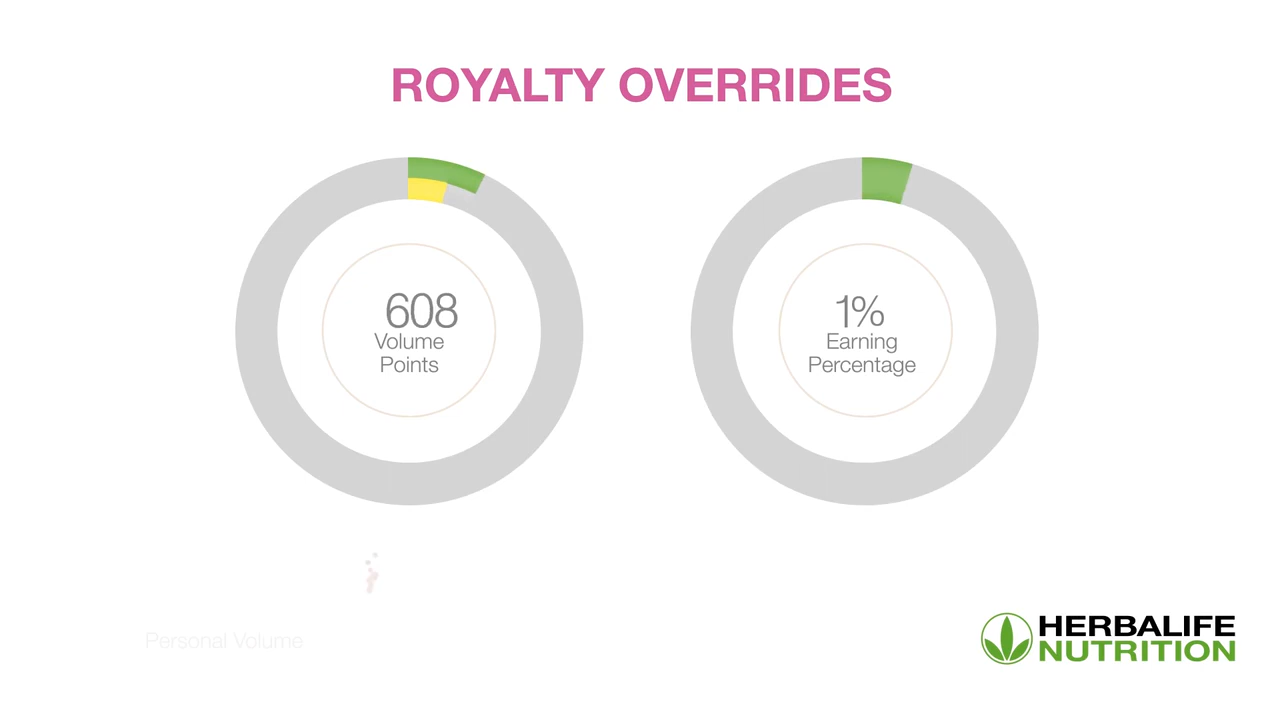 ROYALTY OVERRIDES
608
Volume
Points
1%
Earning
Percentage
Personal Volume
HERBALIFE
NUTRITION